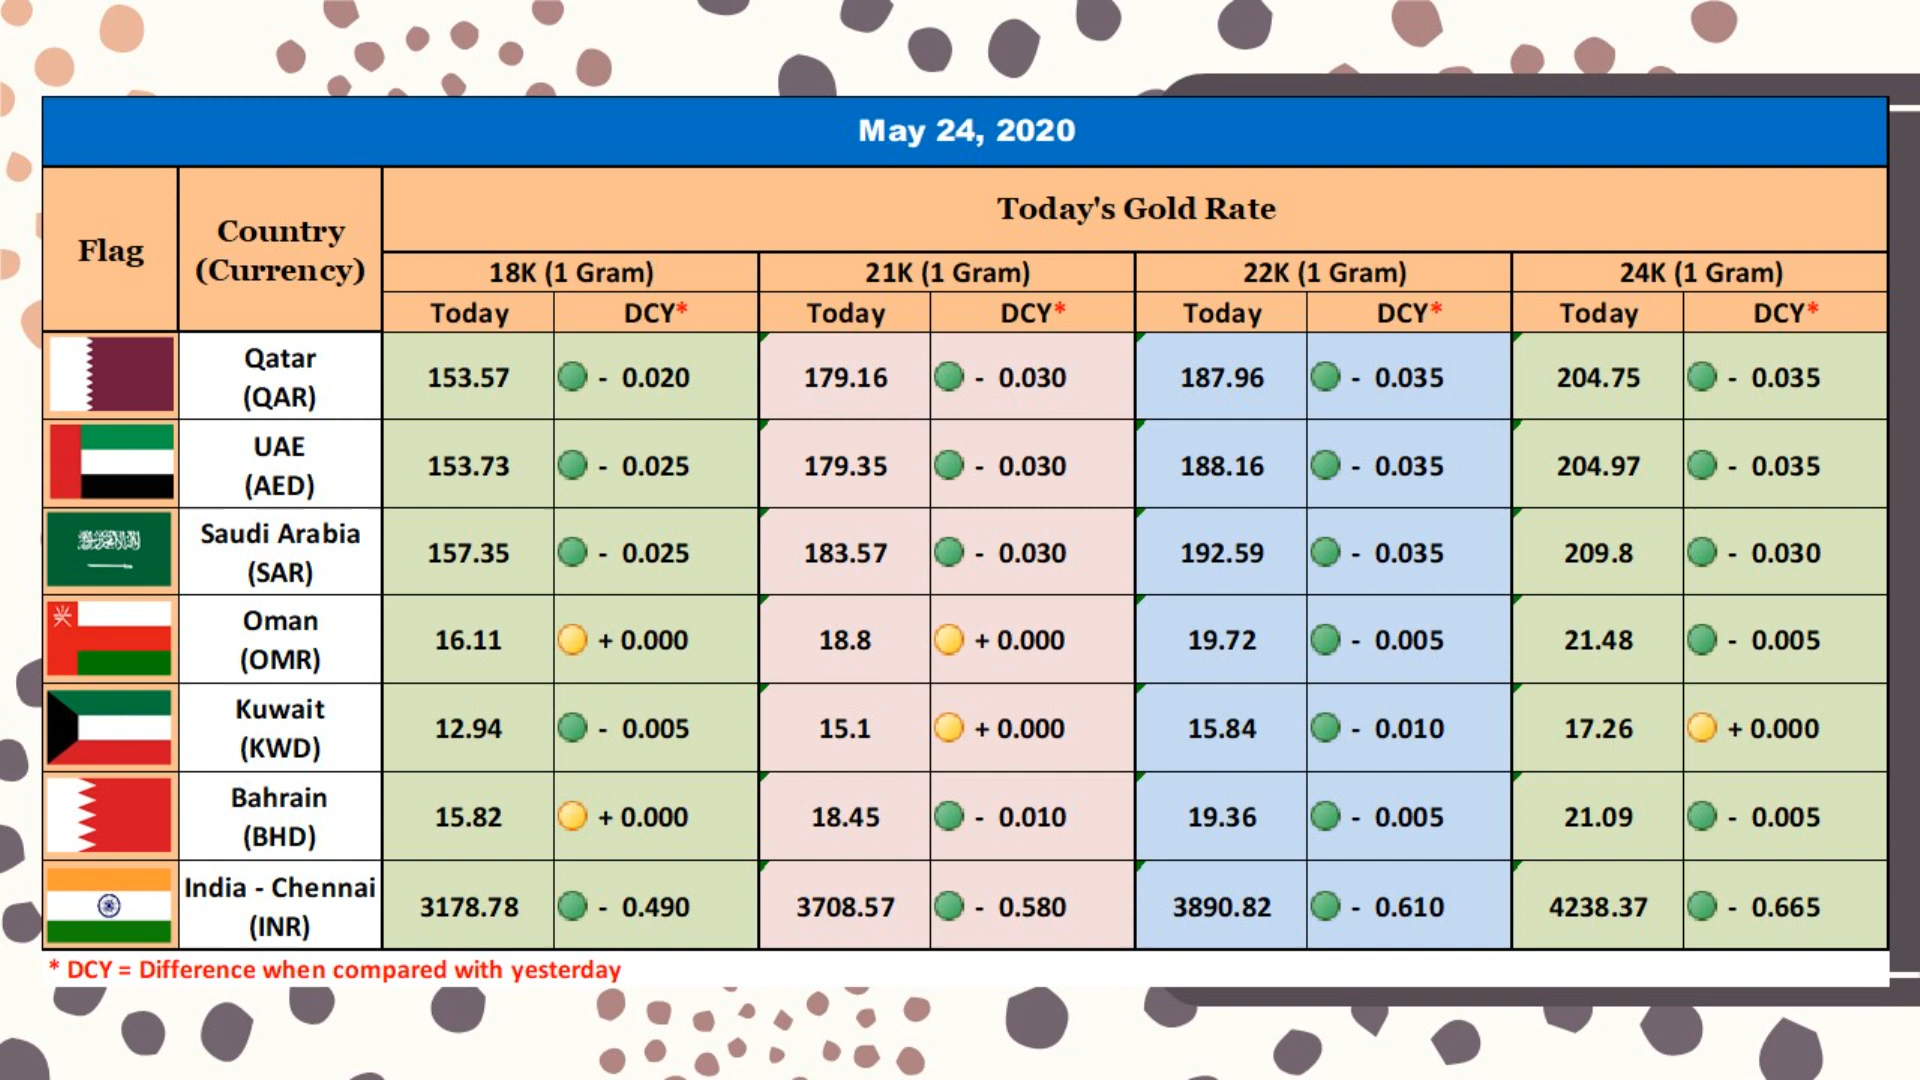 May 24, 2020
Flag
Country
(Currency)
Today's Gold Rate
18K (1 Gram) 21K (1 Gram) 22K (1 Gram) 24K (1 Gram)
Today DCY* Today DCY* Today DCY* Today DCY*
Qatar
(QAR)
153.57 - 0.020 179.16 - 0.030 187.96 - 0.035 204.75 - 0.035
UAE
(AED)
153.73 - 0.025 179.35 - 0.030 188.16 - 0.035 204.97 - 0.035
Saudi Arabia
(SAR)
157.35 - 0.025 183.57 - 0.030 192.59 - 0.035 209.8 - 0.030
Oman
(OMR)
16.11 + 0.000 18.8 + 0.000 19.72 - 0.005 21.48 - 0.005
Kuwait
(KWD)
12.94 - 0.005 15.1 + 0.000 15.84 - 0.010 17.26 + 0.000
Bahrain
(BHD)
15.82 + 0.000 18.45 - 0.010 19.36 - 0.005 21.09 - 0.005
India - Chennai
(INR)
3178.78 - 0.490 3708.57 - 0.580 3890.82 - 0.610 4238.37 - 0.665
* DCY = Difference when compared with yesterday